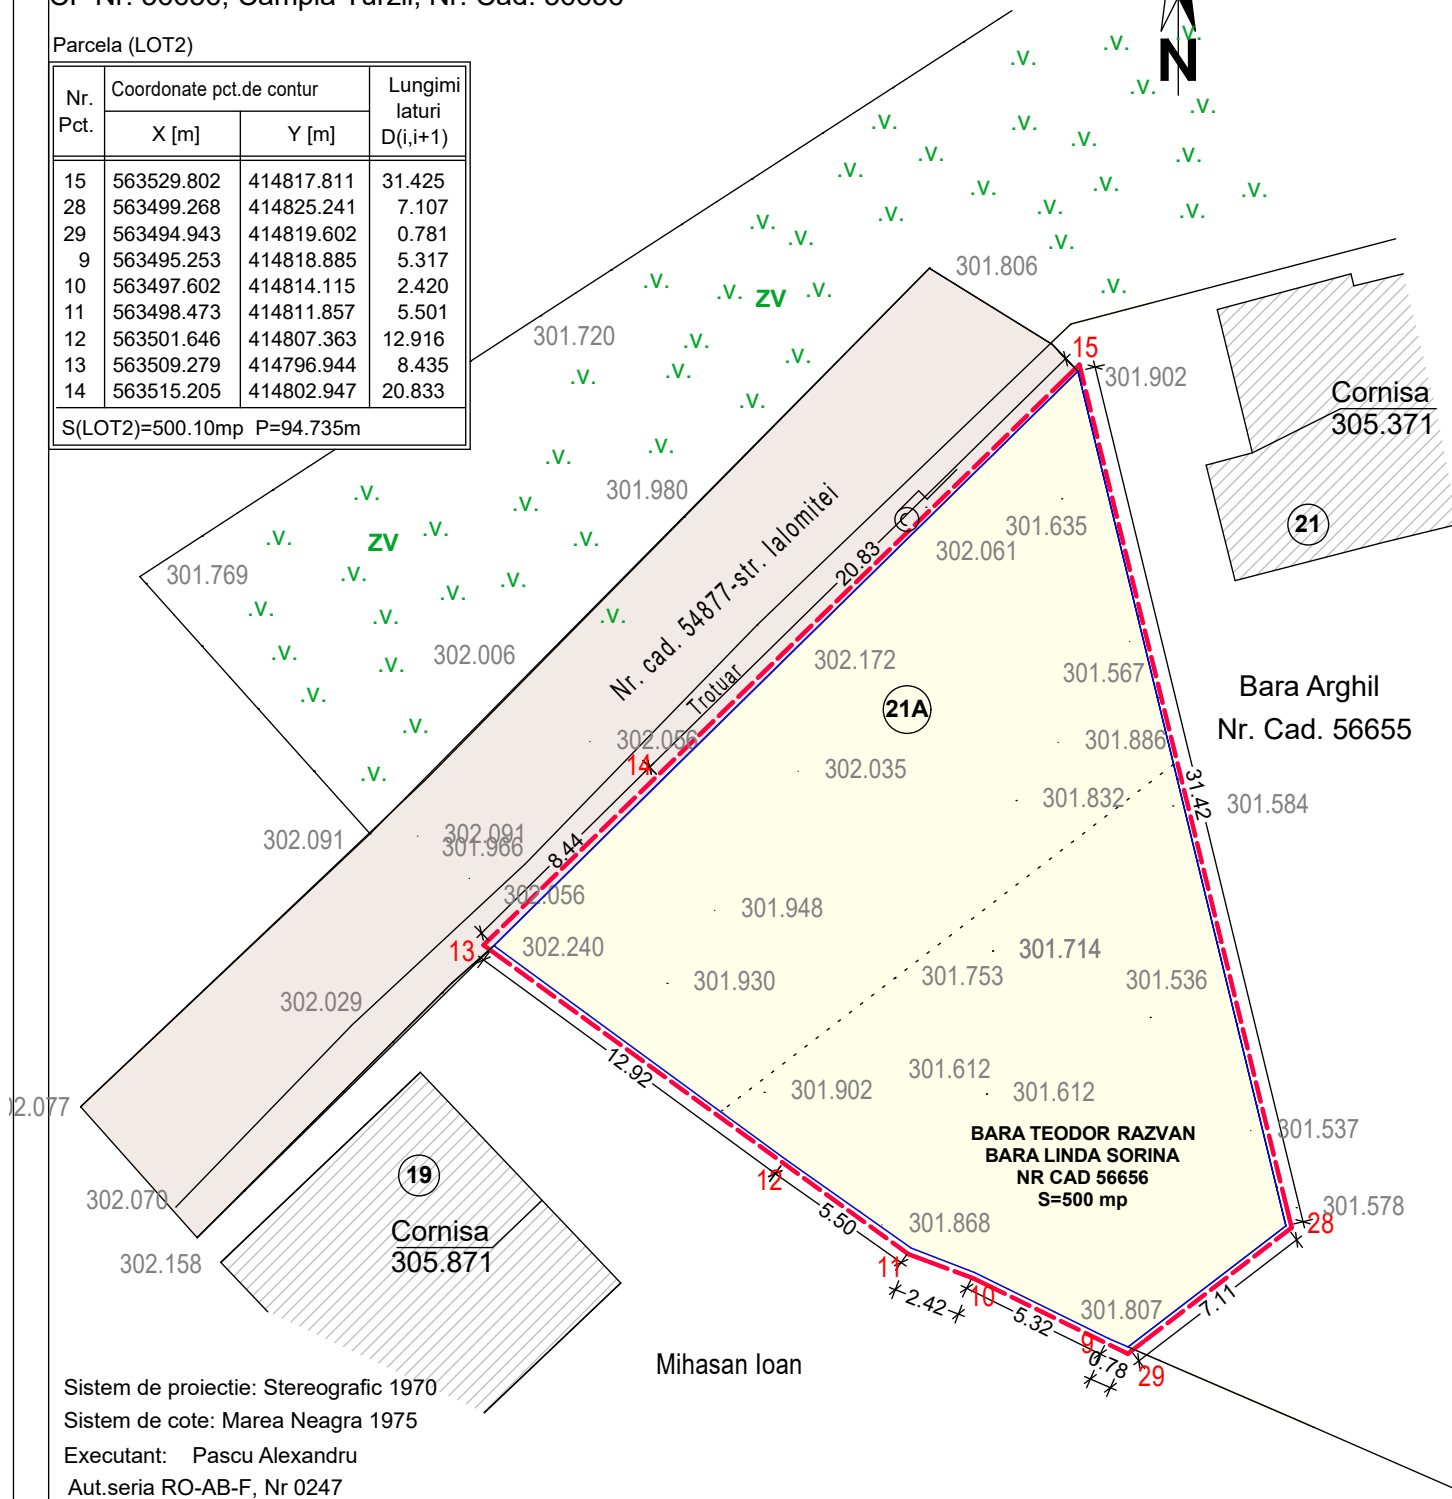 Parcela (LOT2)
Nr. Pct. Coordonate pct.de contur Lungimi laturi D(i,i+1)
X [m] Y [m]
15 563529.802 414817.811 31.425
28 563499.268 414825.241 7.107
29 563494.943 414819.602 0.781
9 563495.253 414818.885 5.317
10 563497.602 414814.115 2.420
11 563498.473 414811.857 5.501
12 563501.646 414807.363 12.916
13 563509.279 414796.944 8.435
14 563515.205 414802.947 20.833
S(LOT2)=500.10mp P=94.735m
N
.v. .v. .v.
.v. .v.
.v. .v. .v.
.v. .v.
.v. .v. .v. .v.
.v. .v. .v.
.v. .v. .v.
301.806
.v. .v. ZV .v. .v.
301.720
.v. 15
.v. .v. .v.
301.902
.v.
Cornisa
305.371
.v. .v.
301.980
.v. .v.
21
301.635
.v. ZV .v. .v.
302.061
20.83
Nr. cad. 54877-str. Ialomitei
301.769
.v. .v.
.v. .v. .v. .v.
.v. .v.
302.006
302.172
301.567
Trotuar
.v.
21A
Bara Arghil
Nr. Cad. 56655
.v.
302.056
301.886
14
302.035
.v.
31.42
301.832
301.584
302.091
302.091
301.966
8.44
302.056
301.948
13
302.240
301.714
301.930
301.753
301.536
302.029
12.92
301.612
301.902
301.612
2.077
BARA TEODOR RAZVAN
BARA LINDA SORINA
NR CAD 56656
S=500 mp
301.537
19
12
302.070
5.50
301.868
301.578
28
Cornisa
305.871
302.158
11
10
2.42
5.32
301.807
7.11
9
0.78
29
Mihasan Ioan
Sistem de proiectie: Stereografic 1970
Sistem de cote: Marea Neagra 1975
Executant: Pascu Alexandru
Aut.seria RO-AB-F, Nr 0247